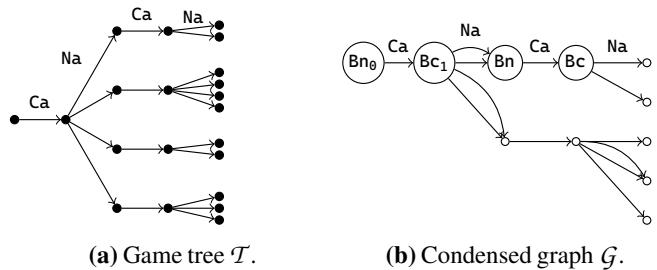 Ca Na
Na
Ca
(a) Game tree 𝒯.
Na
Ca Ca Na
Bn₀ Bc₁ Bn Bc
(b) Condensed graph 𝒢.